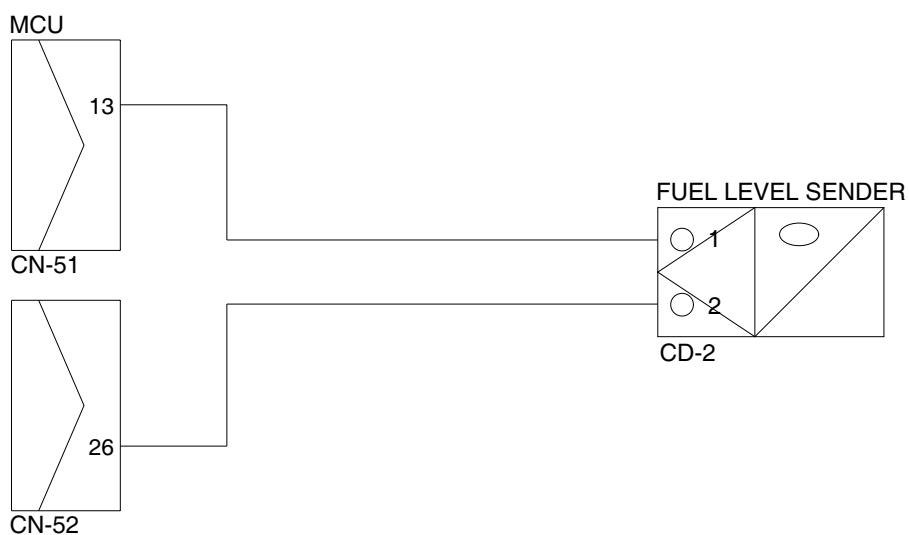 MCU
13
CN-51
FUEL LEVEL SENDER
1
2
CD-2
26
CN-52